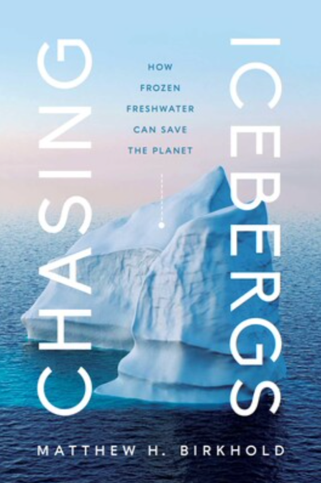 CHASING
ICEBERGS
HOW
FROZEN
FRESHWATER
CAN SAVE
THE PLANET
MATTHEW H. BIRKHOLD